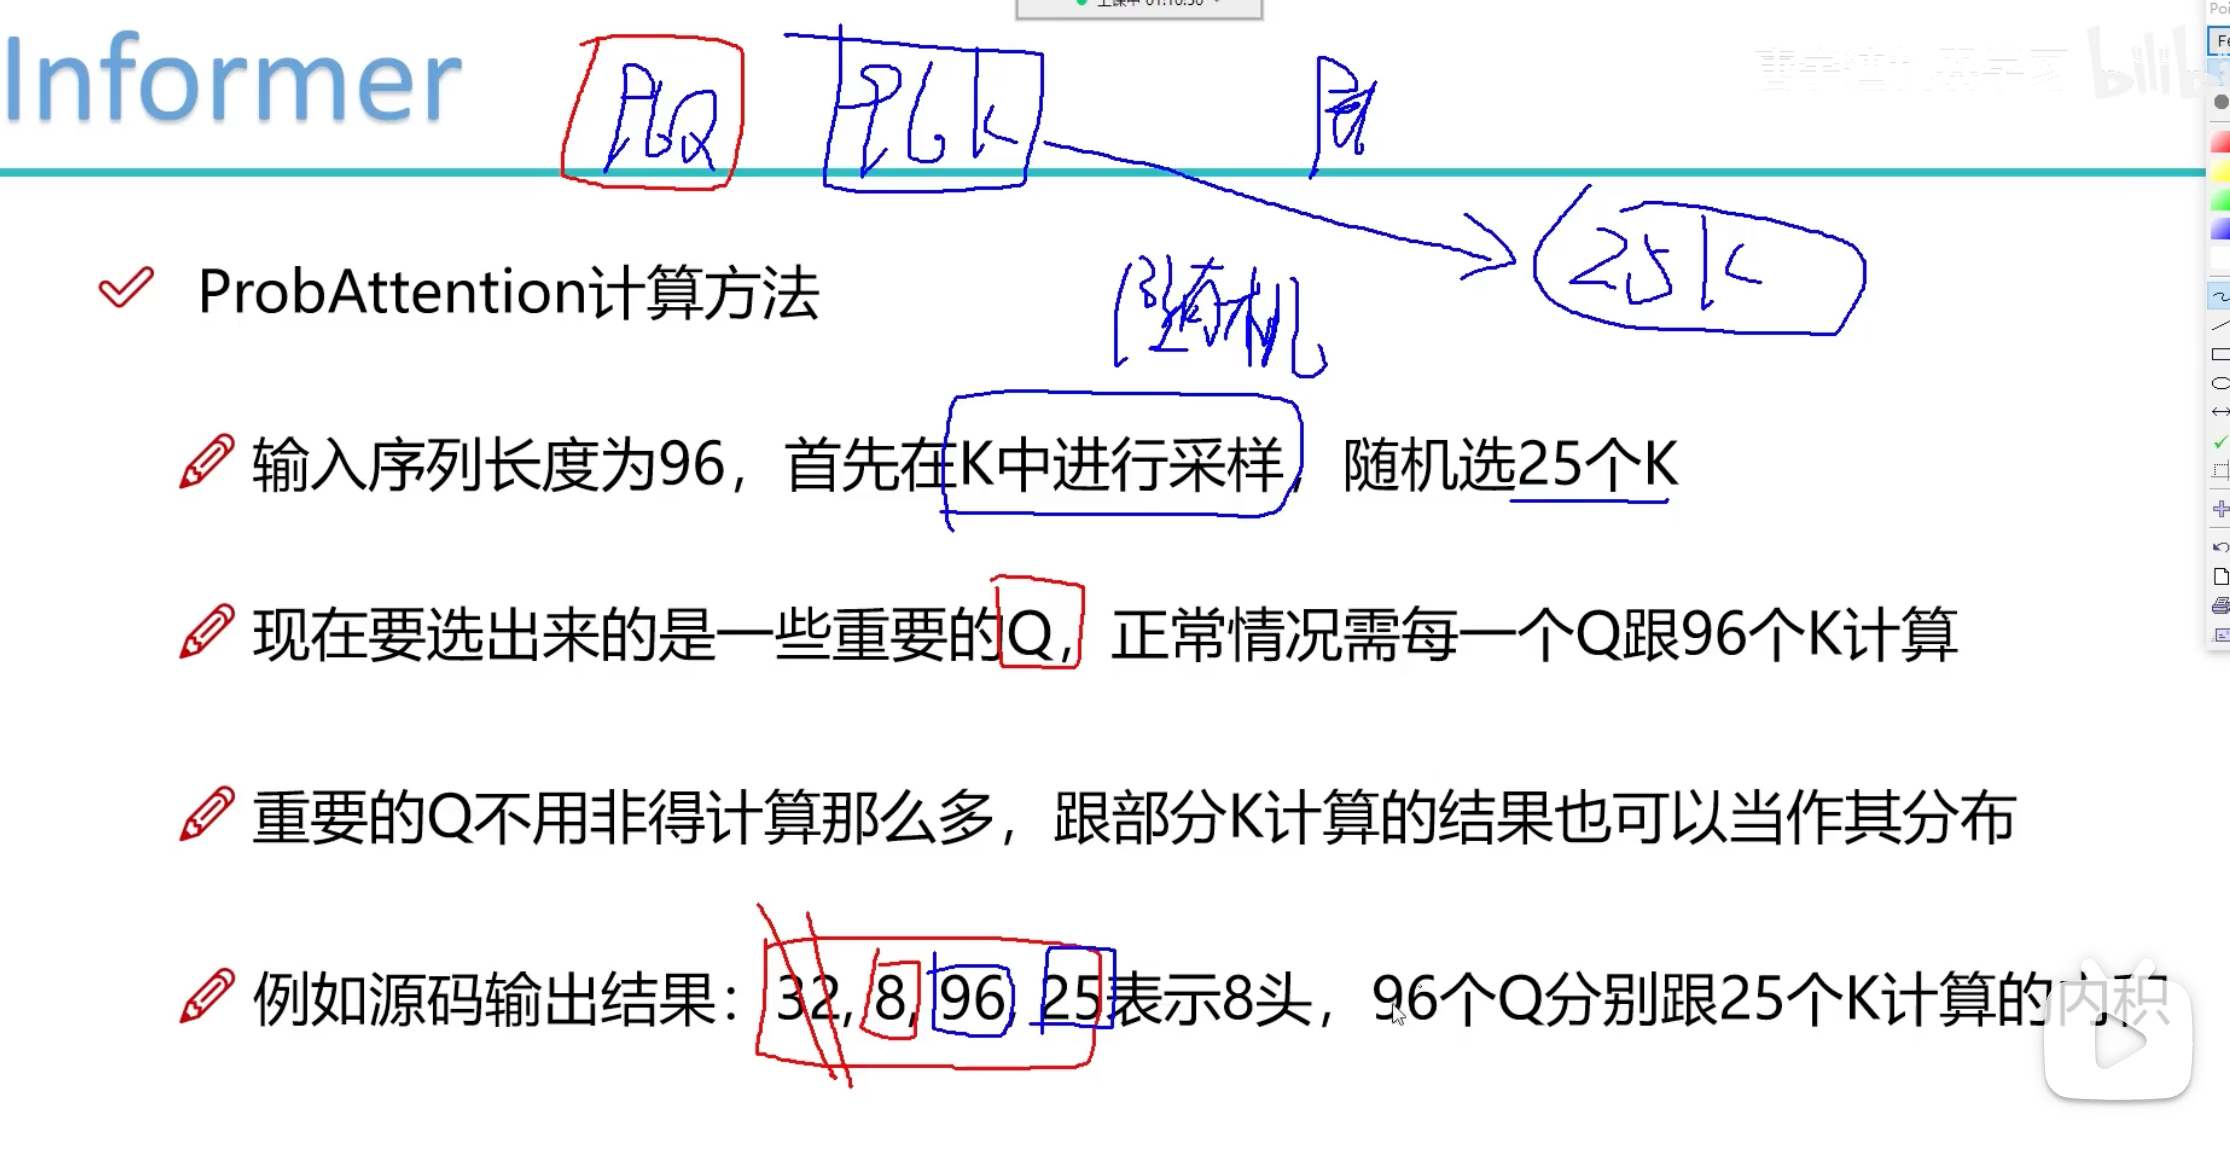 上课中 01:10:50
Informer
96Q
96K
25K
随机
ProbAttention计算方法
输入序列长度为96，首先在K中进行采样，随机选25个K
现在要选出来的是一些重要的Q，正常情况需每一个Q跟96个K计算
重要的Q不用非得计算那么多，跟部分K计算的结果也可以当作其分布
例如源码输出结果：32, 8, 96, 25表示8头，96个Q分别跟25个K计算的内积